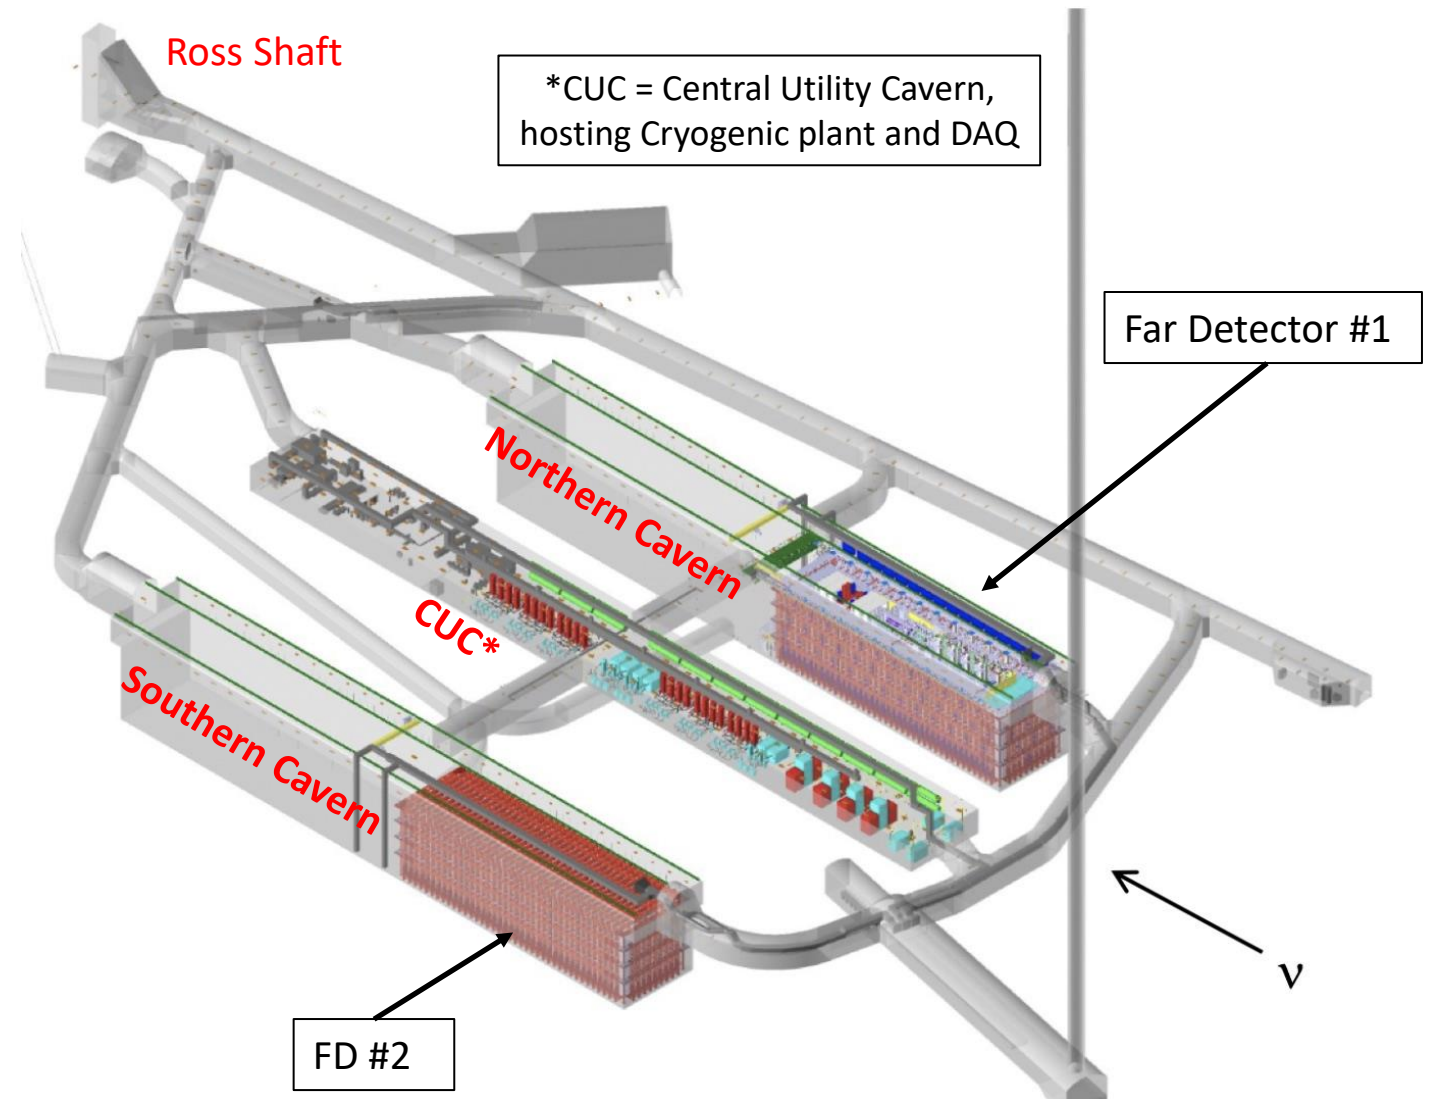 Ross Shaft
*CUC = Central Utility Cavern,
hosting Cryogenic plant and DAQ
Far Detector #1
Northern Cavern
CUC*
Southern Cavern
FD #2
ν